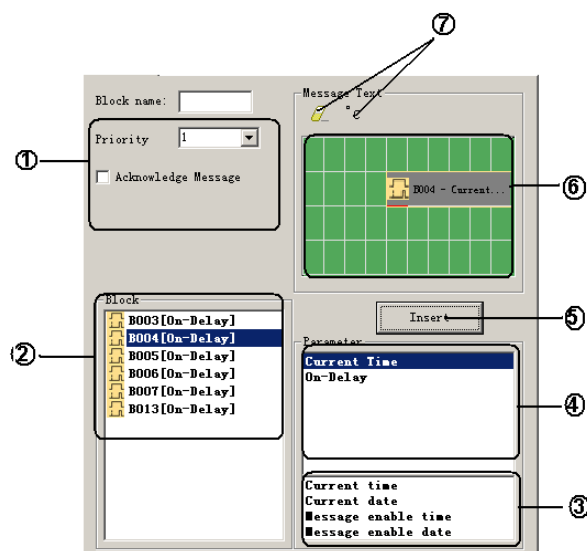 ⑦
Message Text
Block name:
°c
①
Priority 1
Acknowledge Message
B004 - Current...
⑥
Block
Insert
⑤
②
B003[On-Delay]
B004[On-Delay]
B005[On-Delay]
B006[On-Delay]
B007[On-Delay]
B013[On-Delay]
Parameter
Current Time
On-Delay
④
Current time
Current date
Message enable time
Message enable date
③